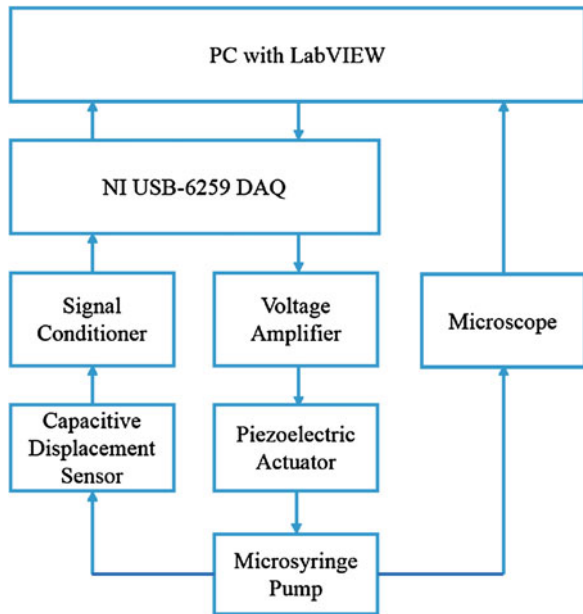 PC with LabVIEW
NI USB-6259 DAQ
Signal
Conditioner
Voltage
Amplifier
Microscope
Capacitive
Displacement
Sensor
Piezoelectric
Actuator
Microsyringe
Pump